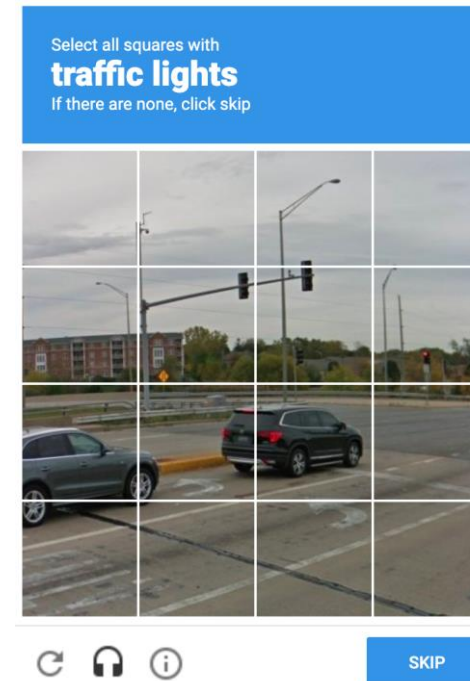 Select all squares with
traffic lights
If there are none, click skip
SKIP